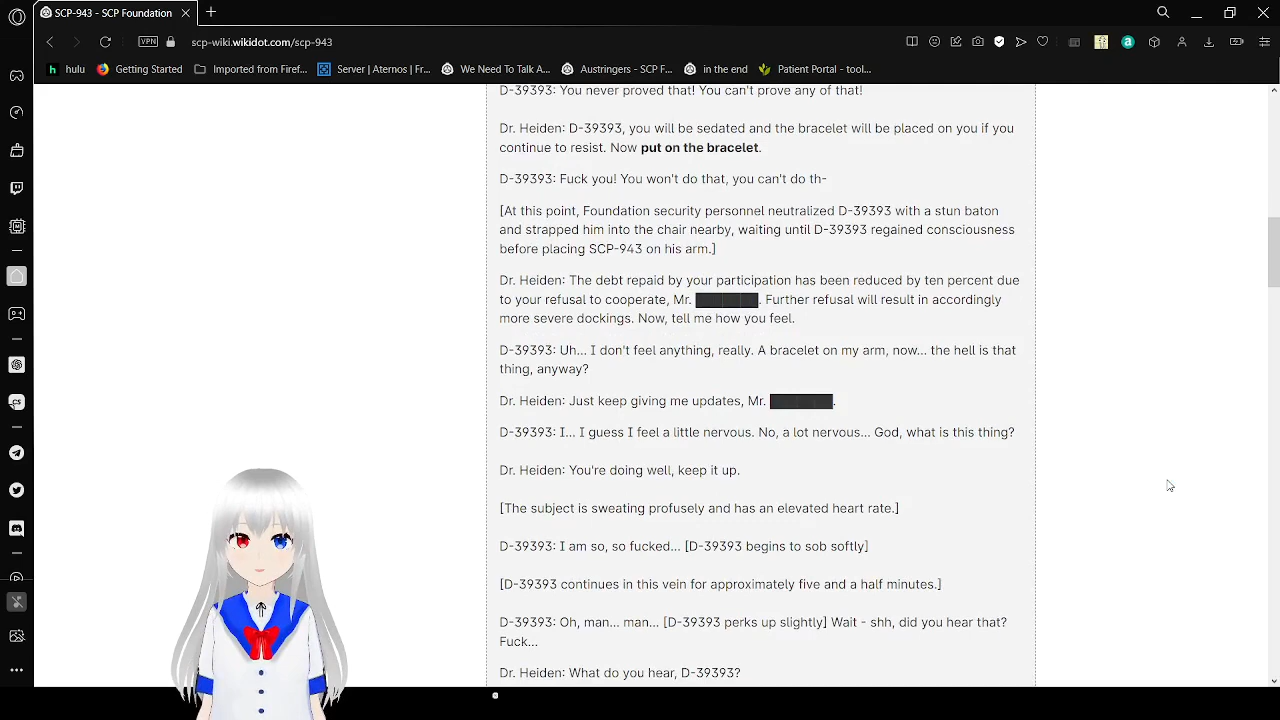 SCP-943 - SCP Foundation
VPN
scp-wiki.wikidot.com/scp-943
hulu
Getting Started
Imported from Firef...
Server | Aternos | Fr...
We Need To Talk A...
Austringers - SCP F...
in the end
Patient Portal - tool...
D-39393: You never proved that! You can't prove any of that!
Dr. Heiden: D-39393, you will be sedated and the bracelet will be placed on you if you
continue to resist. Now put on the bracelet.
D-39393: Fuck you! You won't do that, you can't do th-
[At this point, Foundation security personnel neutralized D-39393 with a stun baton
and strapped him into the chair nearby, waiting until D-39393 regained consciousness
before placing SCP-943 on his arm.]
Dr. Heiden: The debt repaid by your participation has been reduced by ten percent due
to your refusal to cooperate, Mr. ███████. Further refusal will result in accordingly
more severe dockings. Now, tell me how you feel.
D-39393: Uh... I don't feel anything, really. A bracelet on my arm, now... the hell is that
thing, anyway?
Dr. Heiden: Just keep giving me updates, Mr. ███████.
D-39393: I... I guess I feel a little nervous. No, a lot nervous... God, what is this thing?
Dr. Heiden: You're doing well, keep it up.
[The subject is sweating profusely and has an elevated heart rate.]
D-39393: I am so, so fucked... [D-39393 begins to sob softly]
[D-39393 continues in this vein for approximately five and a half minutes.]
D-39393: Oh, man... man... [D-39393 perks up slightly] Wait - shh, did you hear that?
Fuck...
Dr. Heiden: What do you hear, D-39393?